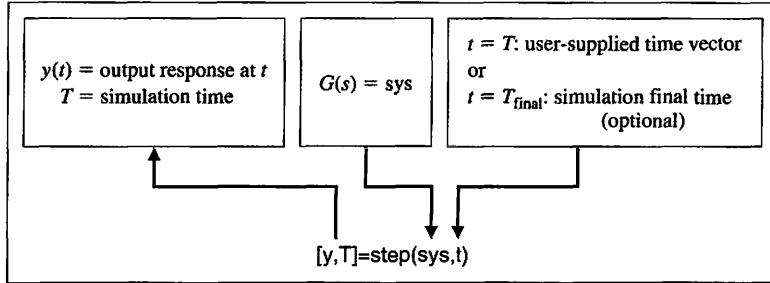 y(t) = output response at t
T = simulation time
G(s) = sys
t = T: user-supplied time vector
or
t = T_final: simulation final time
(optional)
[y,T]=step(sys,t)